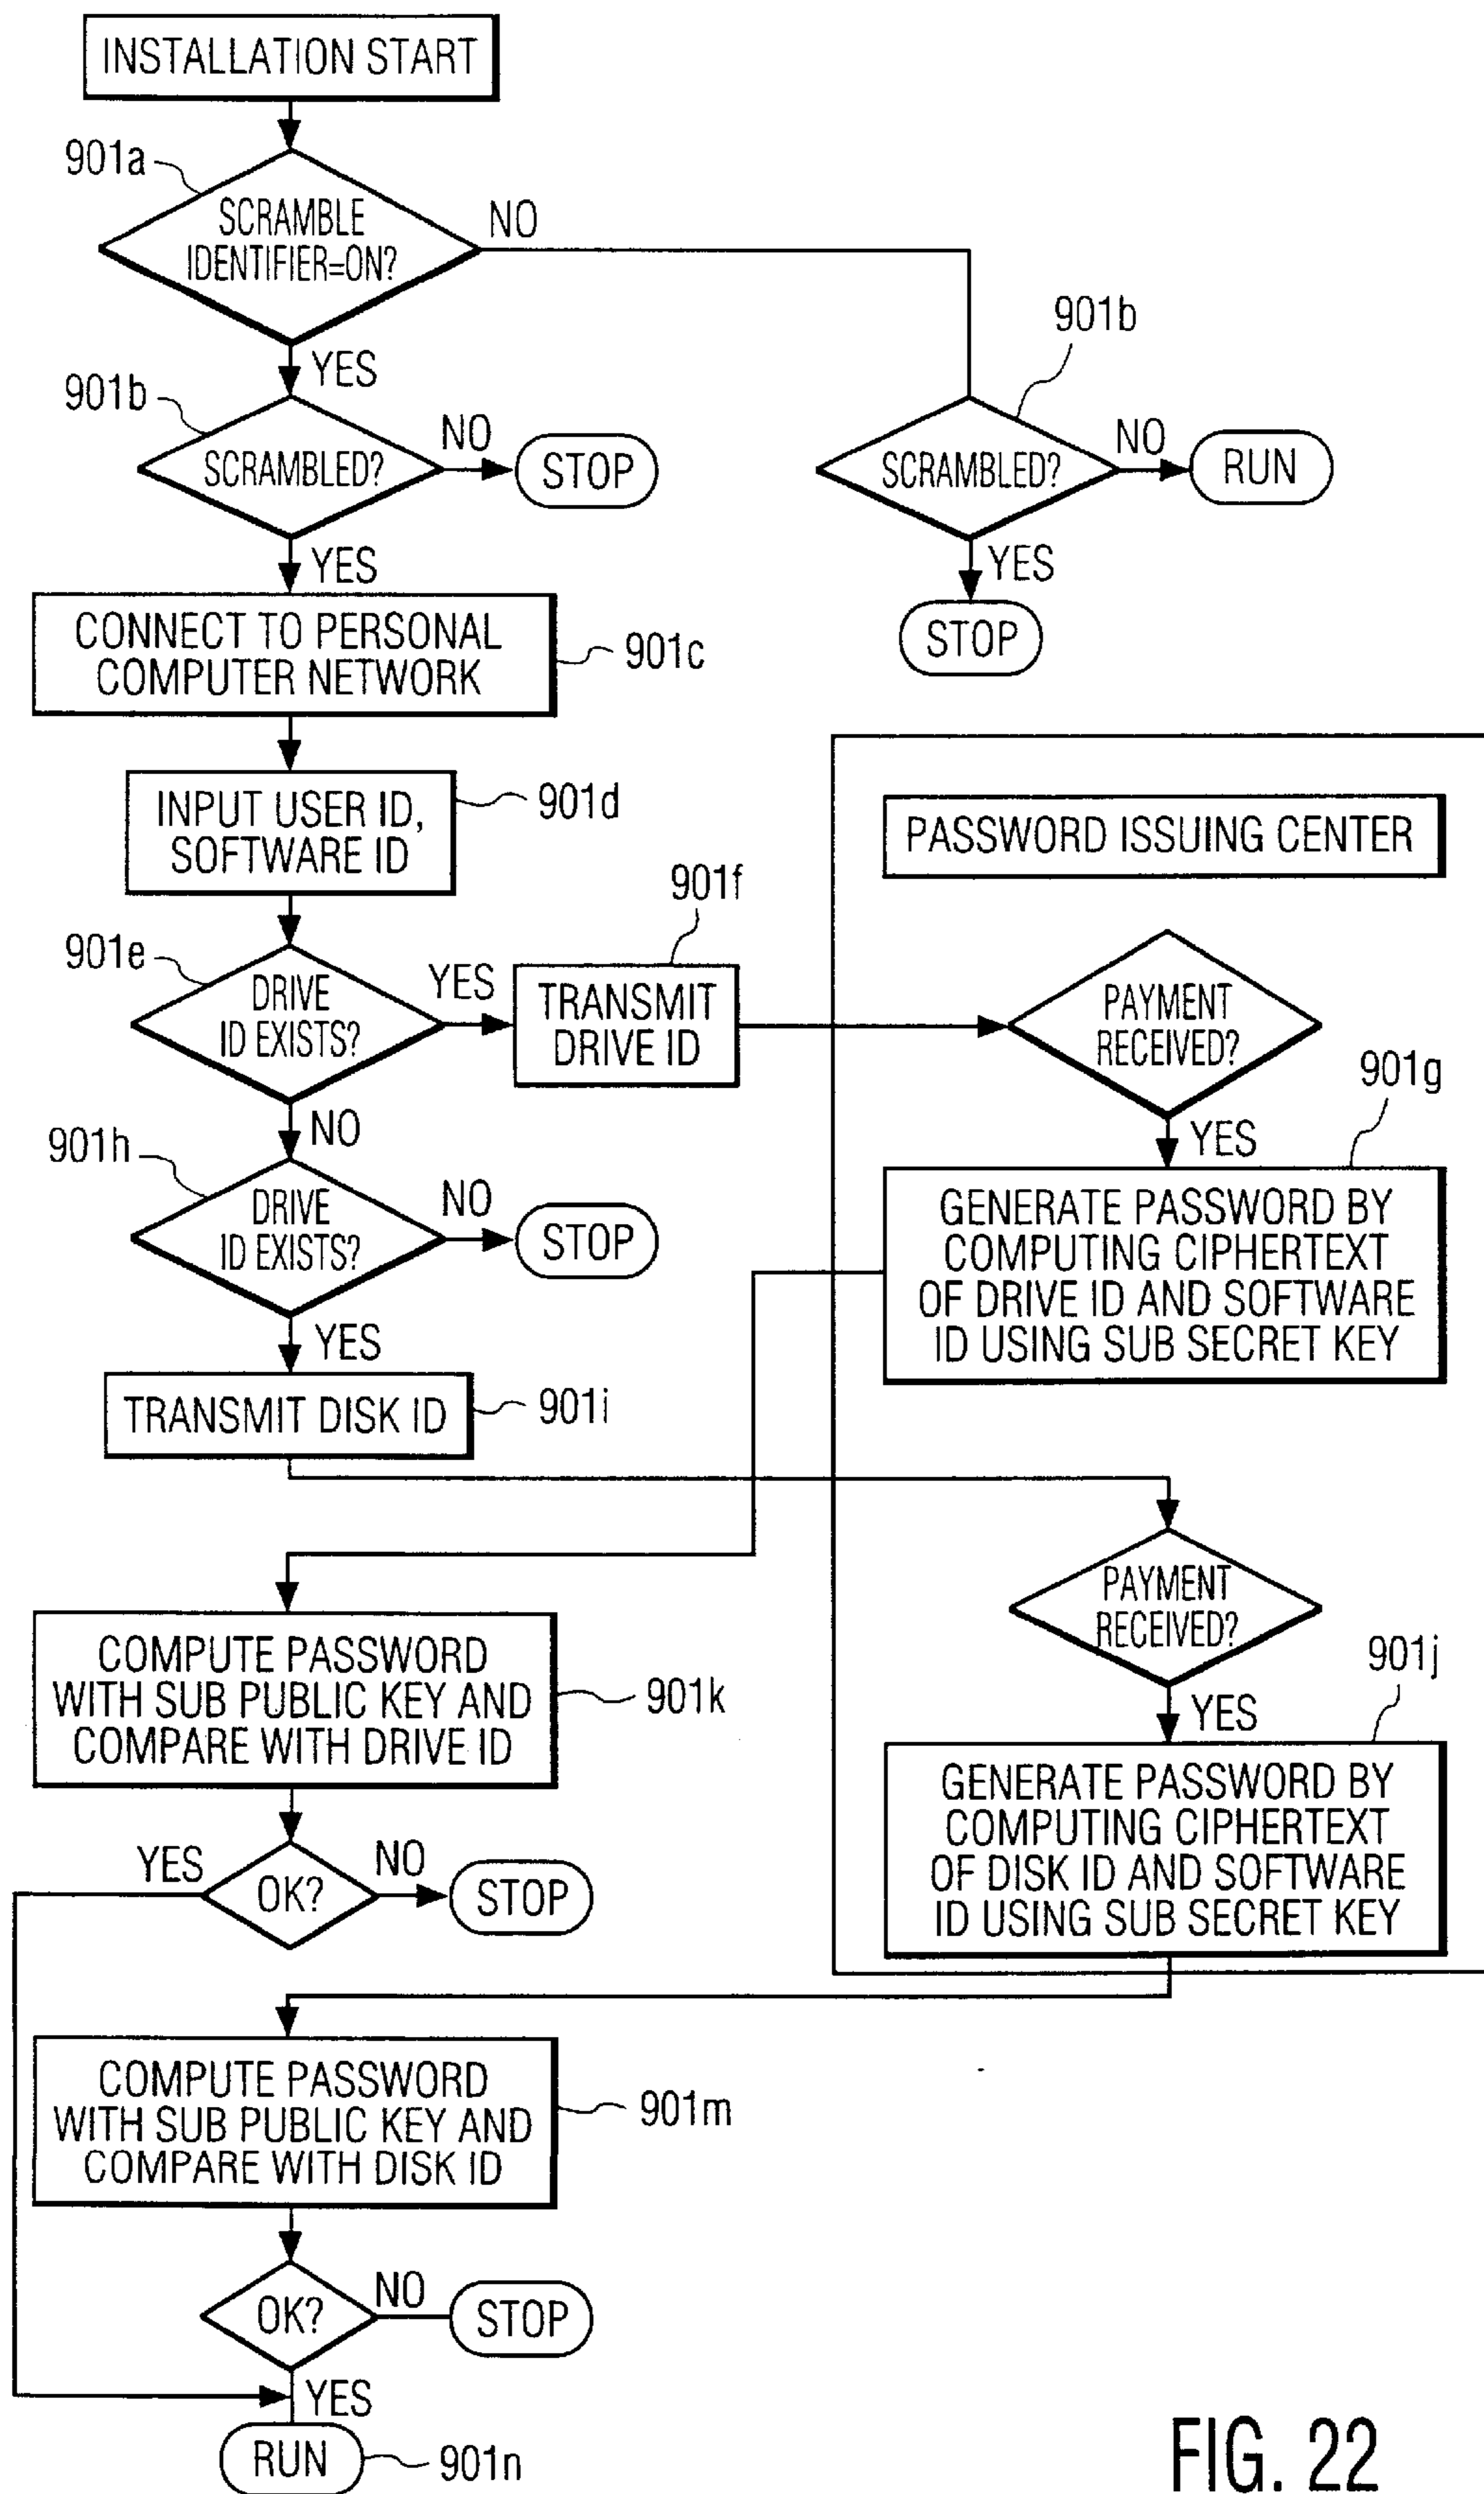 INSTALLATION START
901a
SCRAMBLE
IDENTIFIER=ON?
NO
YES
901b
901b
SCRAMBLED?
NO
STOP
SCRAMBLED?
NO
RUN
YES
YES
STOP
CONNECT TO PERSONAL
COMPUTER NETWORK
901c
INPUT USER ID,
SOFTWARE ID
901d
PASSWORD ISSUING CENTER
901e
DRIVE
ID EXISTS?
YES
901f
TRANSMIT
DRIVE ID
PAYMENT
RECEIVED?
901g
NO
YES
901h
DRIVE
ID EXISTS?
NO
STOP
GENERATE PASSWORD BY
COMPUTING CIPHERTEXT
OF DRIVE ID AND SOFTWARE
ID USING SUB SECRET KEY
YES
TRANSMIT DISK ID
901i
PAYMENT
RECEIVED?
901j
YES
COMPUTE PASSWORD
WITH SUB PUBLIC KEY AND
COMPARE WITH DRIVE ID
901k
GENERATE PASSWORD BY
COMPUTING CIPHERTEXT
OF DISK ID AND SOFTWARE
ID USING SUB SECRET KEY
YES
OK?
NO
STOP
COMPUTE PASSWORD
WITH SUB PUBLIC KEY AND
COMPARE WITH DISK ID
901m
OK?
NO
STOP
YES
RUN
901n
FIG. 22